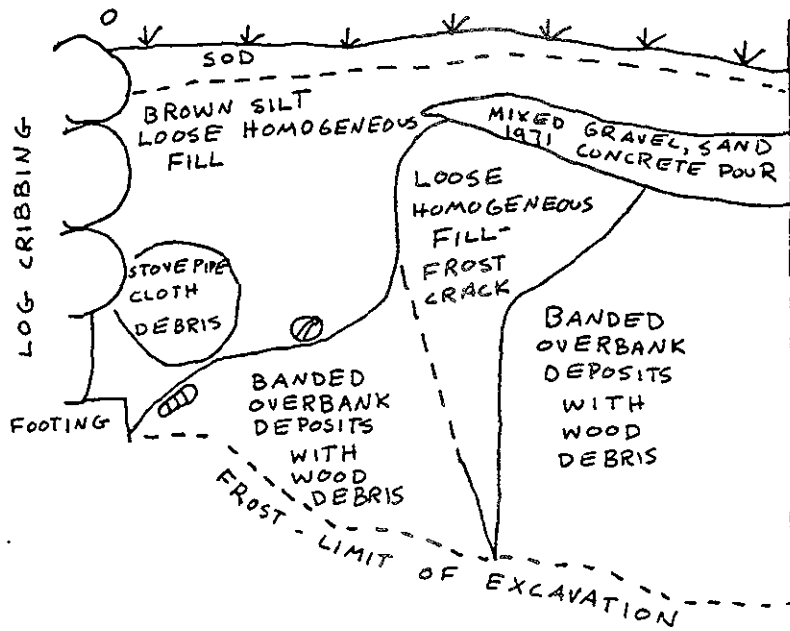 SOD
BROWN SILT
LOOSE HOMOGENEOUS
FILL
MIXED GRAVEL, SAND
1971 CONCRETE POUR
LOG CRIBBING
LOOSE
HOMOGENEOUS
FILL-
FROST
CRACK
STOVE PIPE
CLOTH
DEBRIS
BANDED
OVERBANK
DEPOSITS
WITH
WOOD
DEBRIS
FOOTING
BANDED
OVERBANK
DEPOSITS
WITH
WOOD
DEBRIS
FROST - LIMIT OF EXCAVATION